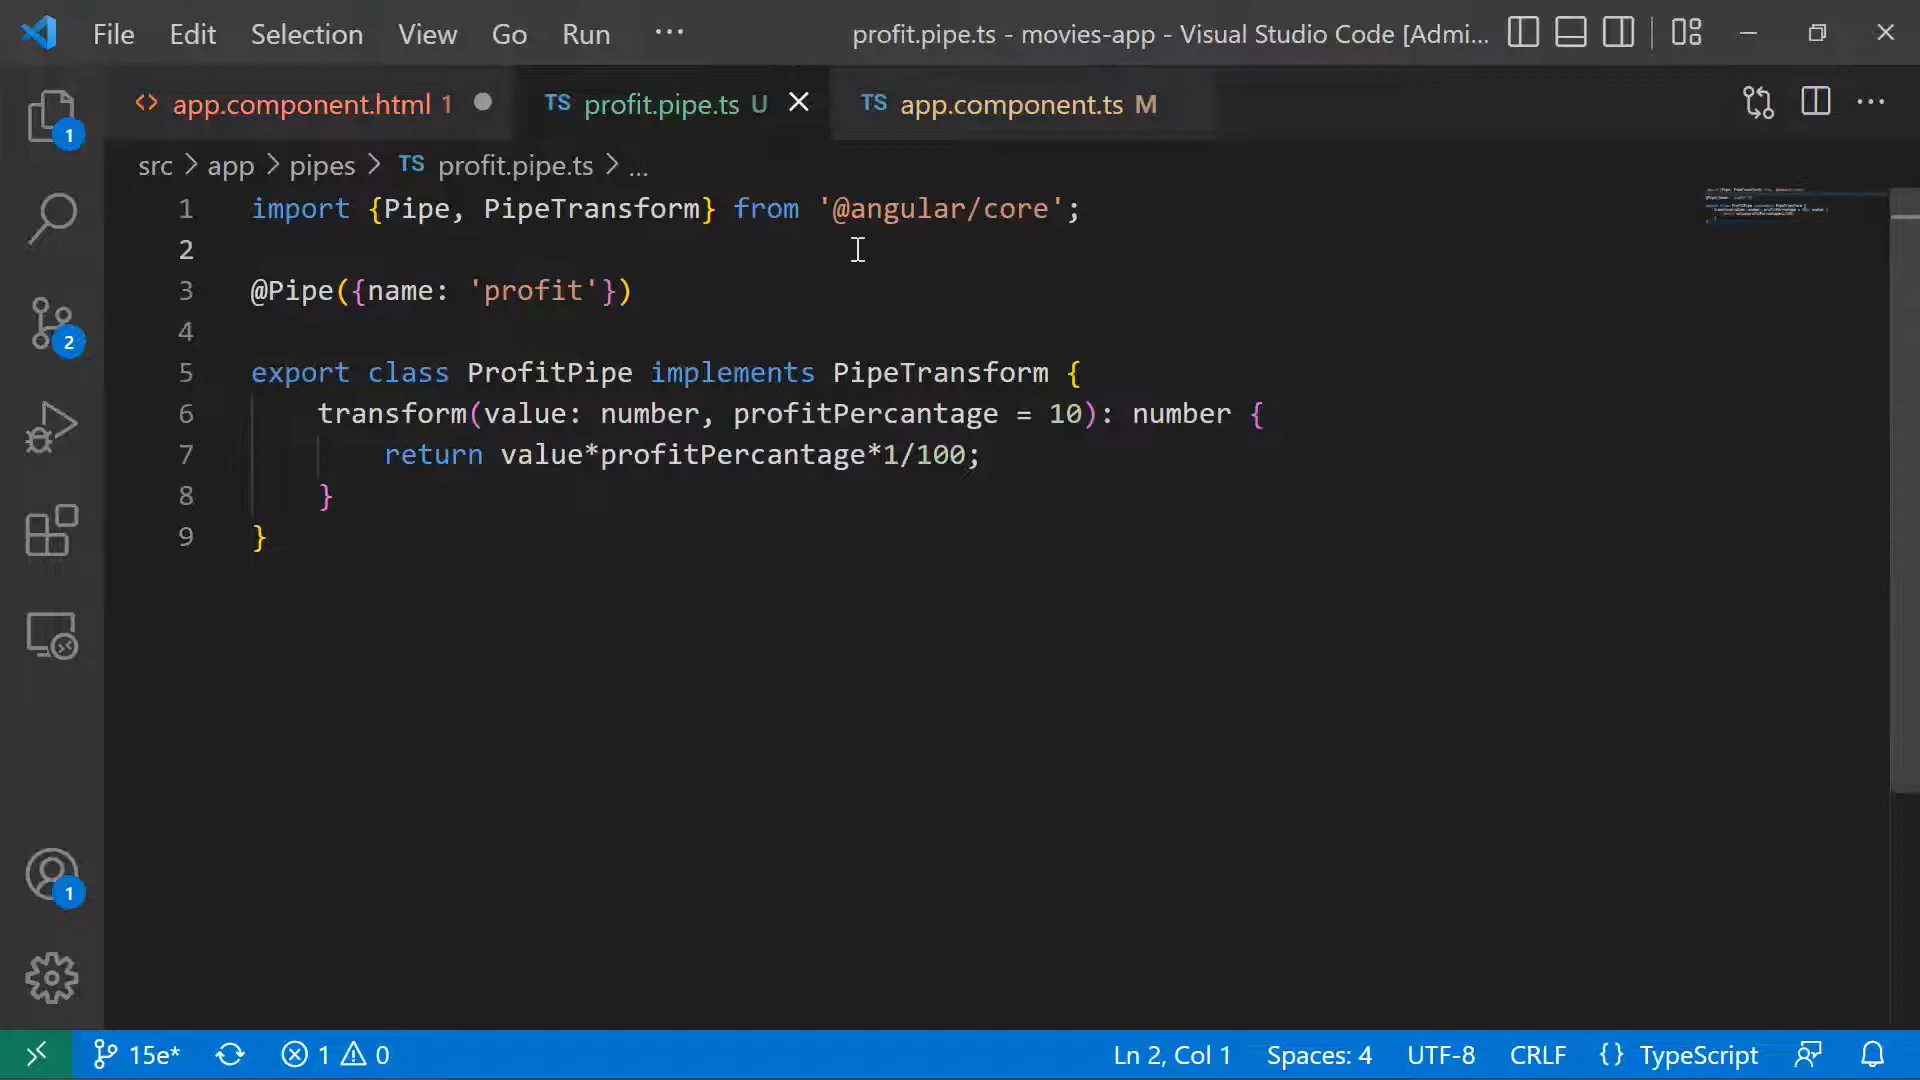 File Edit Selection View Go Run ··· profit.pipe.ts - movies-app - Visual Studio Code [Admi...
app.component.html 1 TS profit.pipe.ts U TS app.component.ts M
src > app > pipes > TS profit.pipe.ts > ...
1 import {Pipe, PipeTransform} from '@angular/core';
2
3 @Pipe({name: 'profit'})
4
5 export class ProfitPipe implements PipeTransform {
6 transform(value: number, profitPercantage = 10): number {
7 return value*profitPercantage*1/100;
8 }
9 }
1
2
1
15e* 1 0 Ln 2, Col 1 Spaces: 4 UTF-8 CRLF {} TypeScript